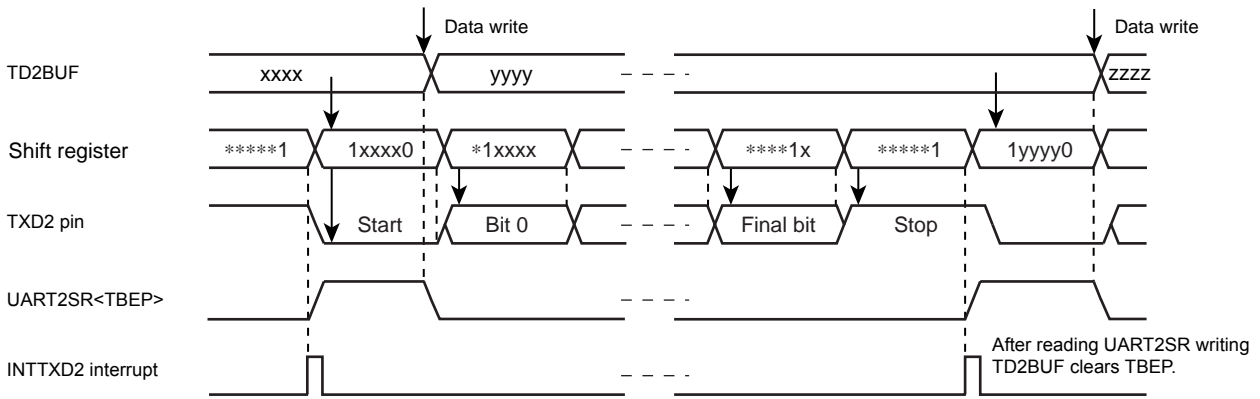 Data write
Data write
TD2BUF
xxxx
yyyy
zzzz
Shift register
*****1
1xxxx0
*1xxxx
****1x
*****1
1yyyy0
TXD2 pin
Start
Bit 0
Final bit
Stop
UART2SR<TBEP>
After reading UART2SR writing
TD2BUF clears TBEP.
INTTXD2 interrupt